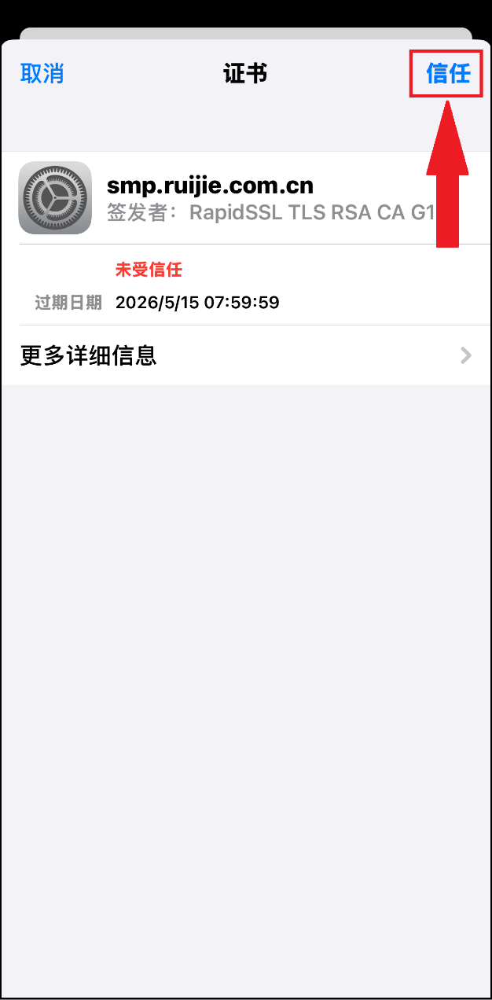 取消
证书
信任
smp.ruijie.com.cn
签发者：RapidSSL TLS RSA CA G1
未受信任
过期日期 2026/5/15 07:59:59
更多详细信息